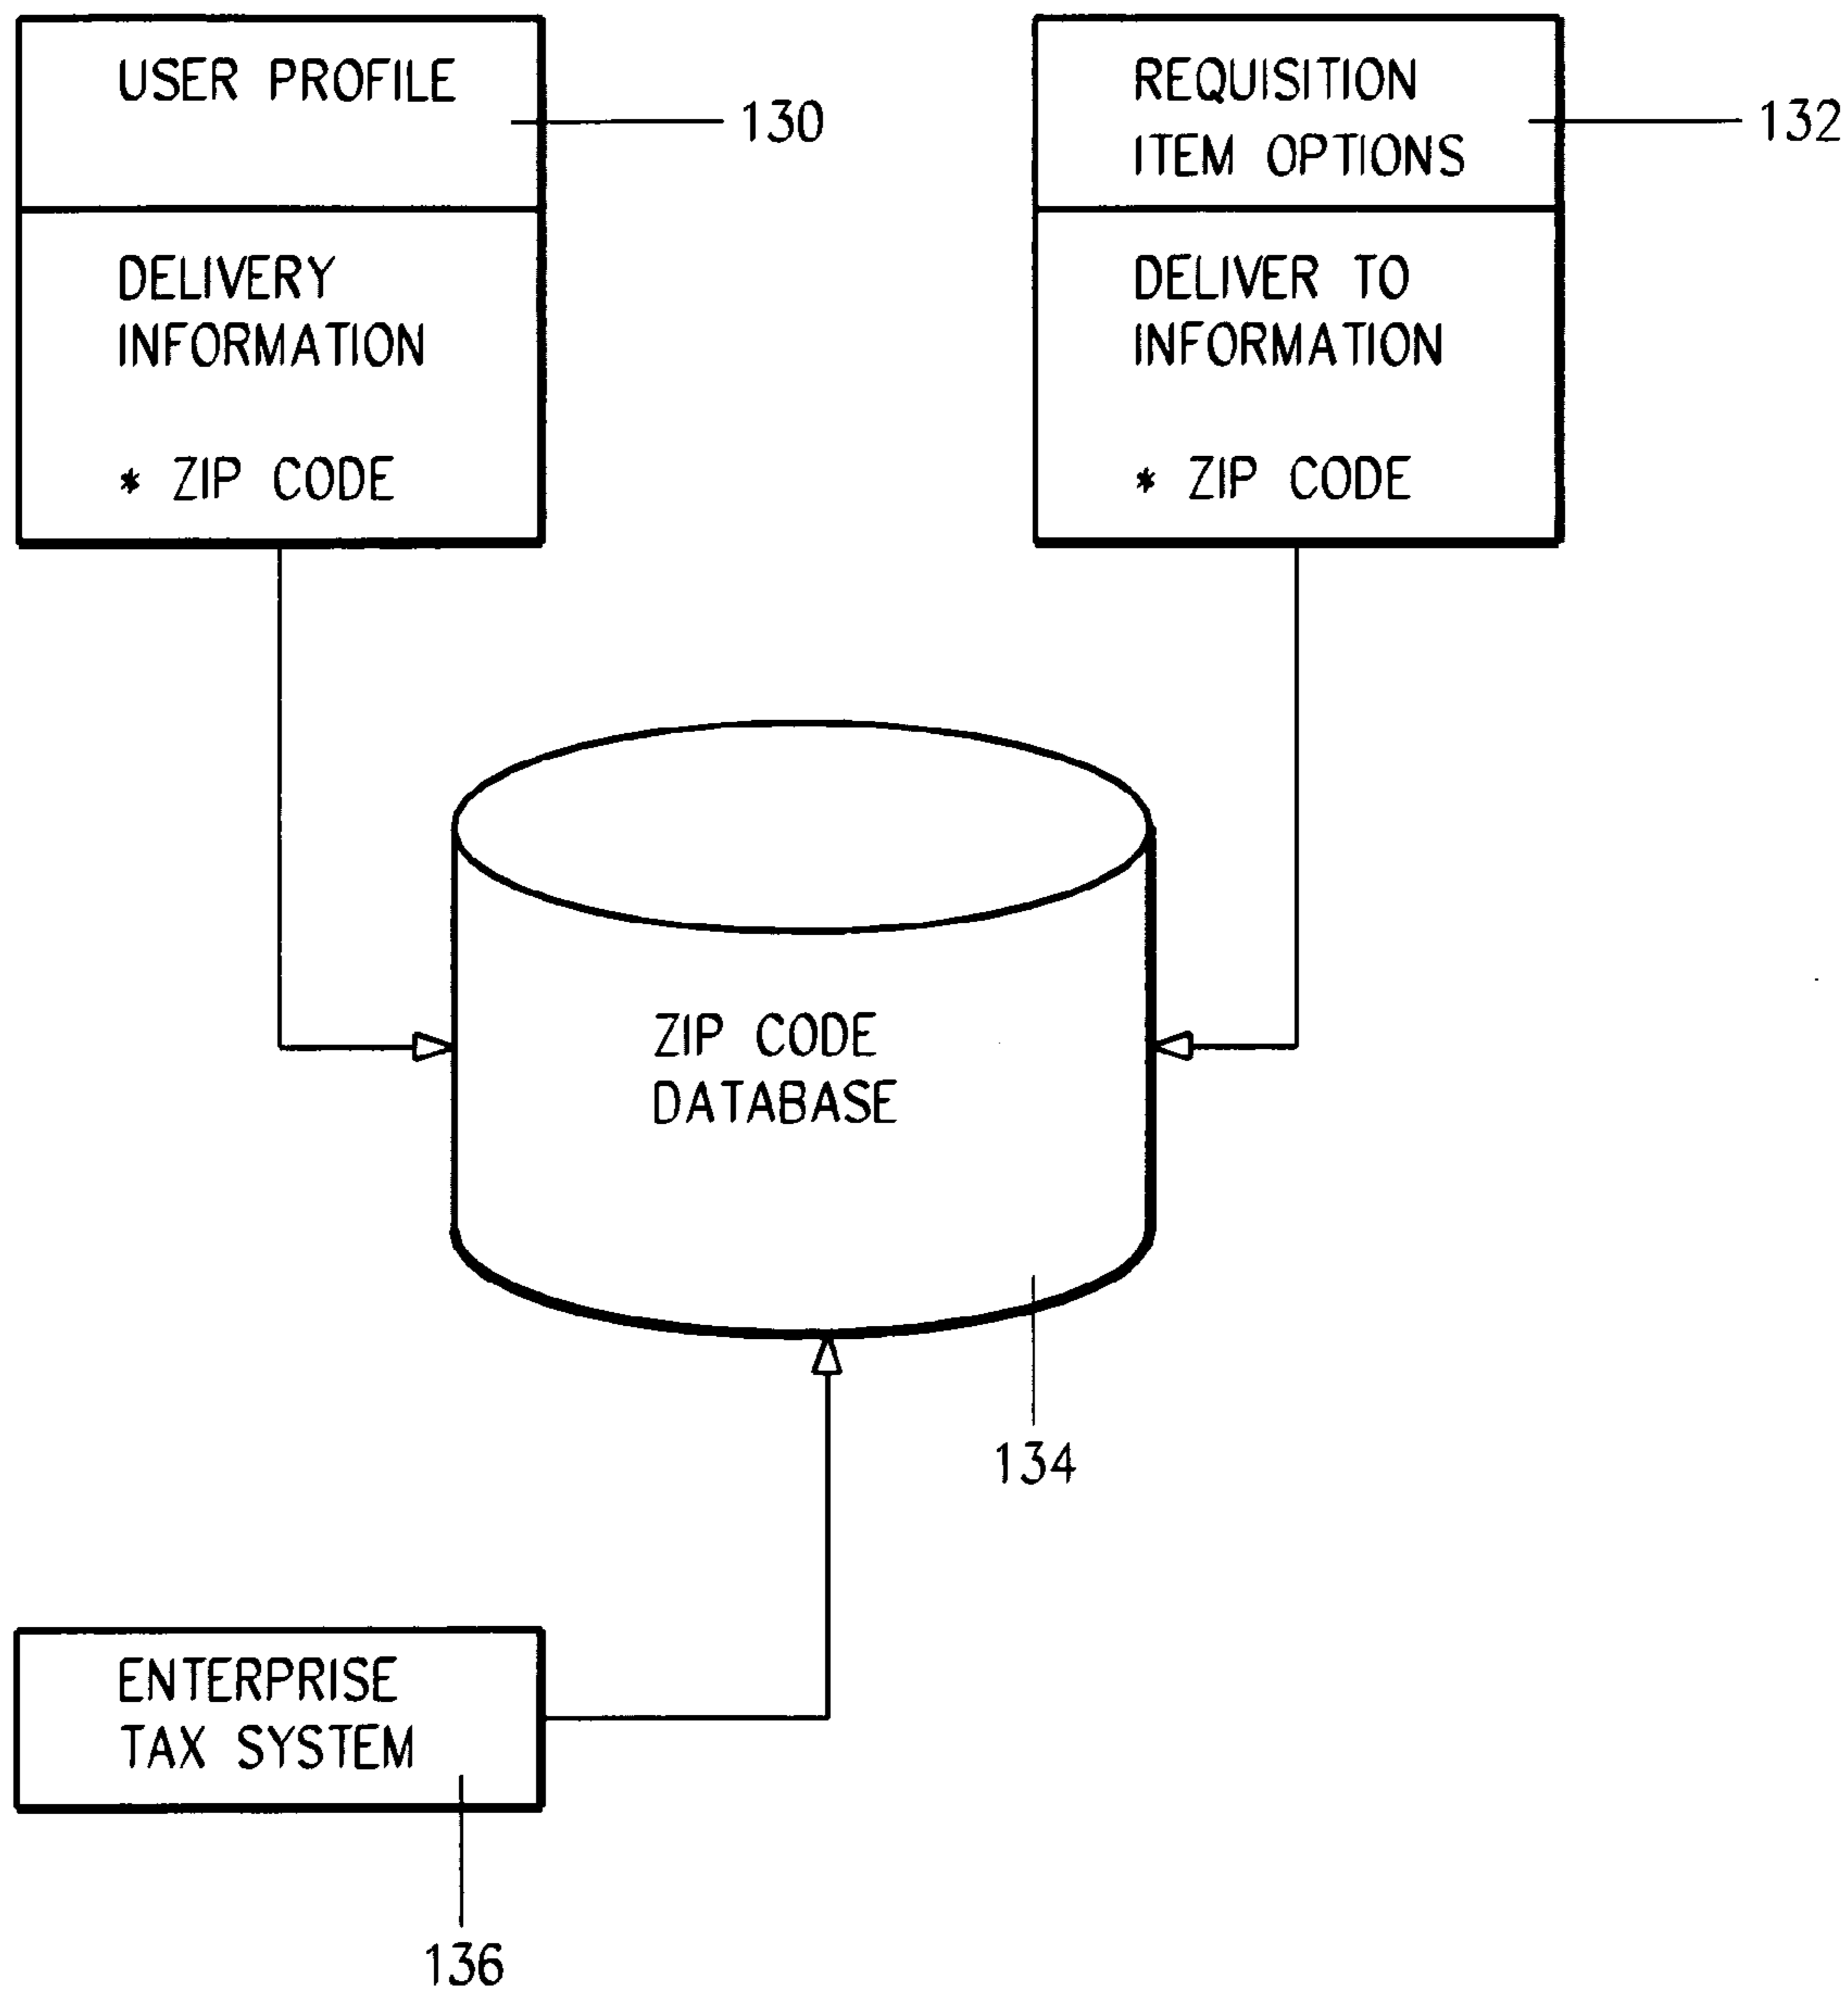 USER PROFILE
130
DELIVERY
INFORMATION
* ZIP CODE
REQUISITION
ITEM OPTIONS
132
DELIVER TO
INFORMATION
* ZIP CODE
ZIP CODE
DATABASE
134
ENTERPRISE
TAX SYSTEM
136